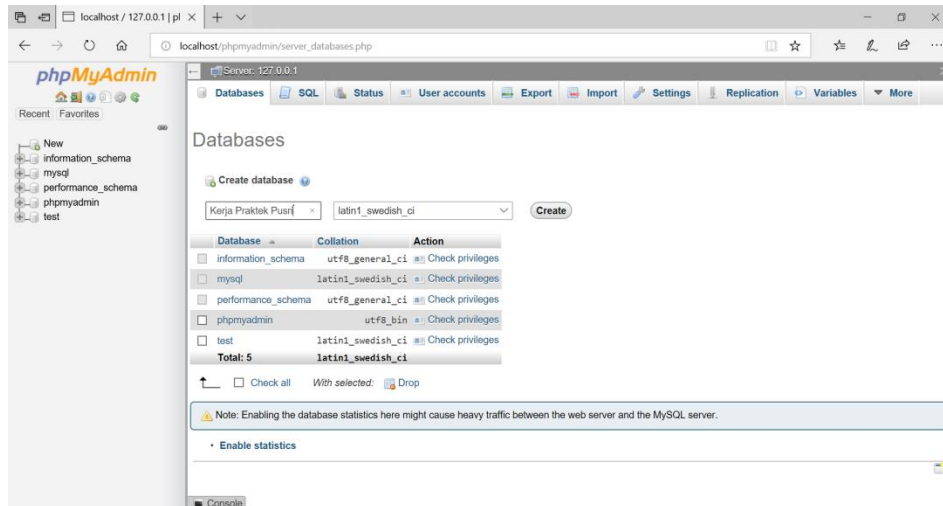 localhost / 127.0.0.1 | pl
localhost/phpmyadmin/server_databases.php
phpMyAdmin
Recent Favorites
New
information_schema
mysql
performance_schema
phpmyadmin
test
Server: 127.0.0.1
Databases SQL Status User accounts Export Import Settings Replication Variables More
Databases
Create database
Kerja Praktek Pusri latin1_swedish_ci Create
Database Collation Action
information_schema utf8_general_ci Check privileges
mysql latin1_swedish_ci Check privileges
performance_schema utf8_general_ci Check privileges
phpmyadmin utf8_bin Check privileges
test latin1_swedish_ci Check privileges
Total: 5 latin1_swedish_ci
Check all With selected: Drop
Note: Enabling the database statistics here might cause heavy traffic between the web server and the MySQL server.
Enable statistics
Console